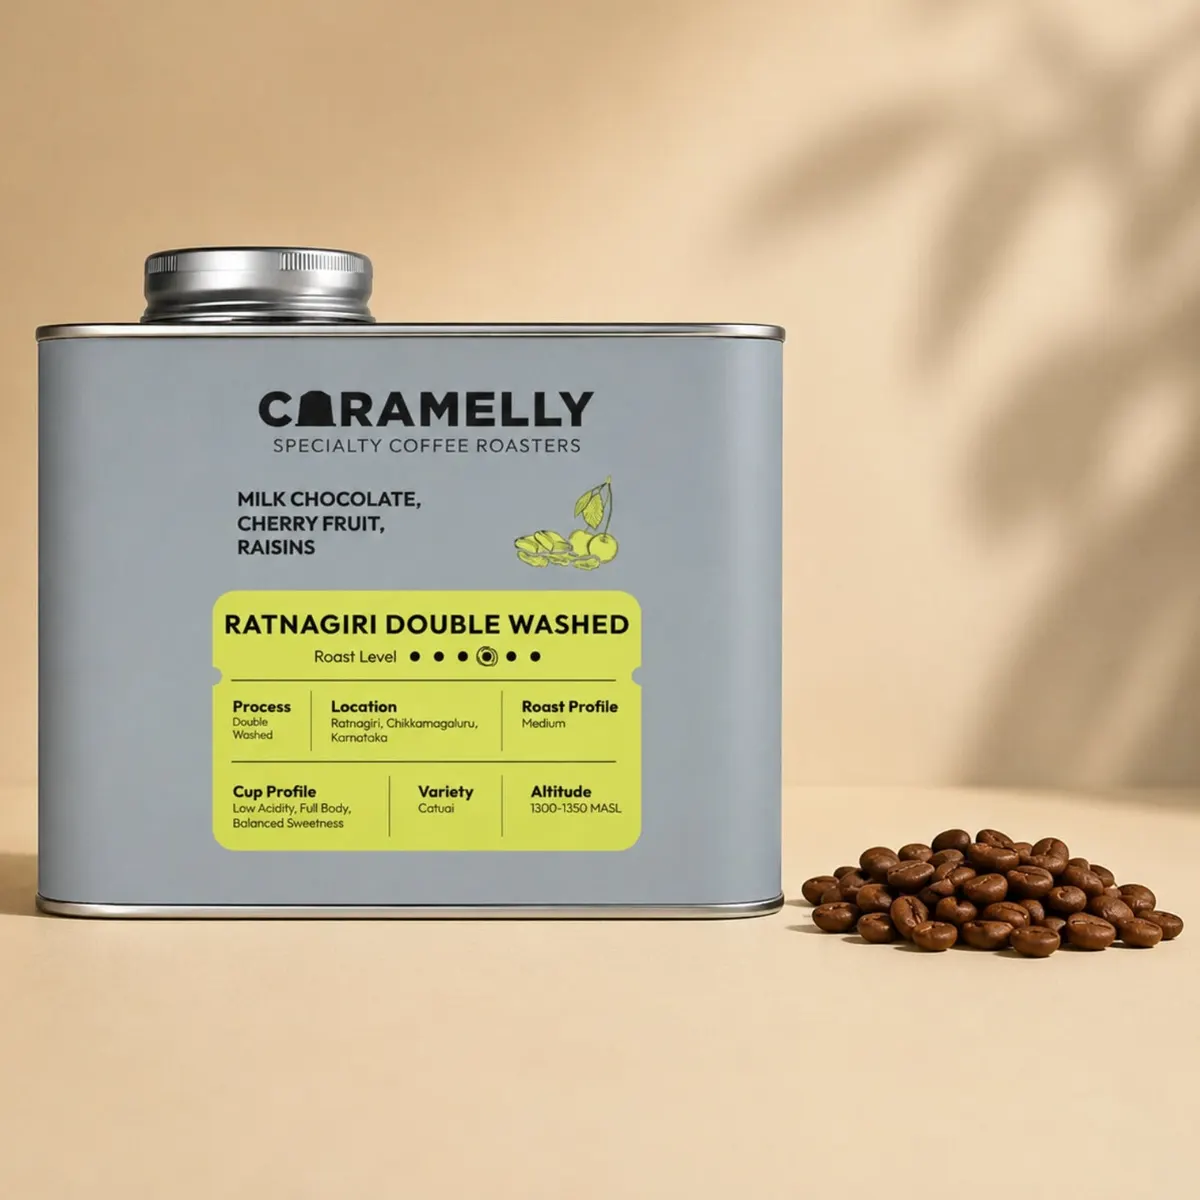 CARAMELLY
SPECIALTY COFFEE ROASTERS
MILK CHOCOLATE,
CHERRY FRUIT,
RAISINS
RATNAGIRI DOUBLE WASHED
Roast Level
Process
Double
Washed
Location
Ratnagiri, Chikkamagaluru,
Karnataka
Roast Profile
Medium
Cup Profile
Low Acidity, Full Body,
Balanced Sweetness
Variety
Catuai
Altitude
1300-1350 MASL